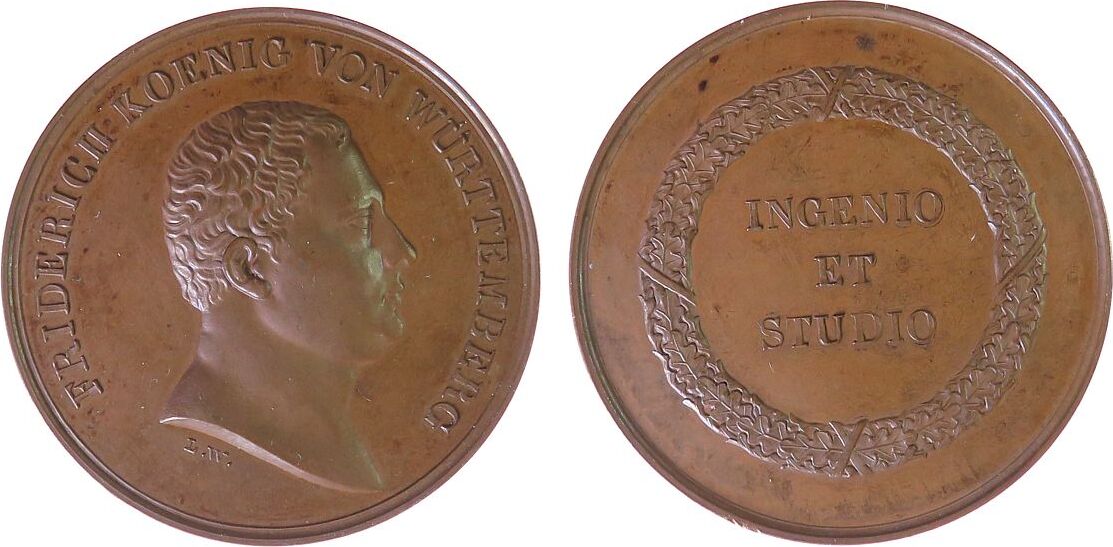 FRIDERICH KOENIG VON WÜRTTEMBERG
L.W.
INGENIO
ET
STUDIO